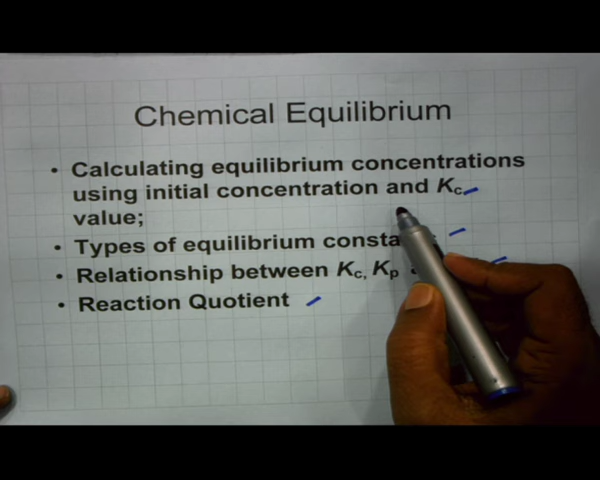 Chemical Equilibrium
• Calculating equilibrium concentrations
using initial concentration and Kc
value;
• Types of equilibrium
• Relationship between Kc, Kp
• Reaction Quotient